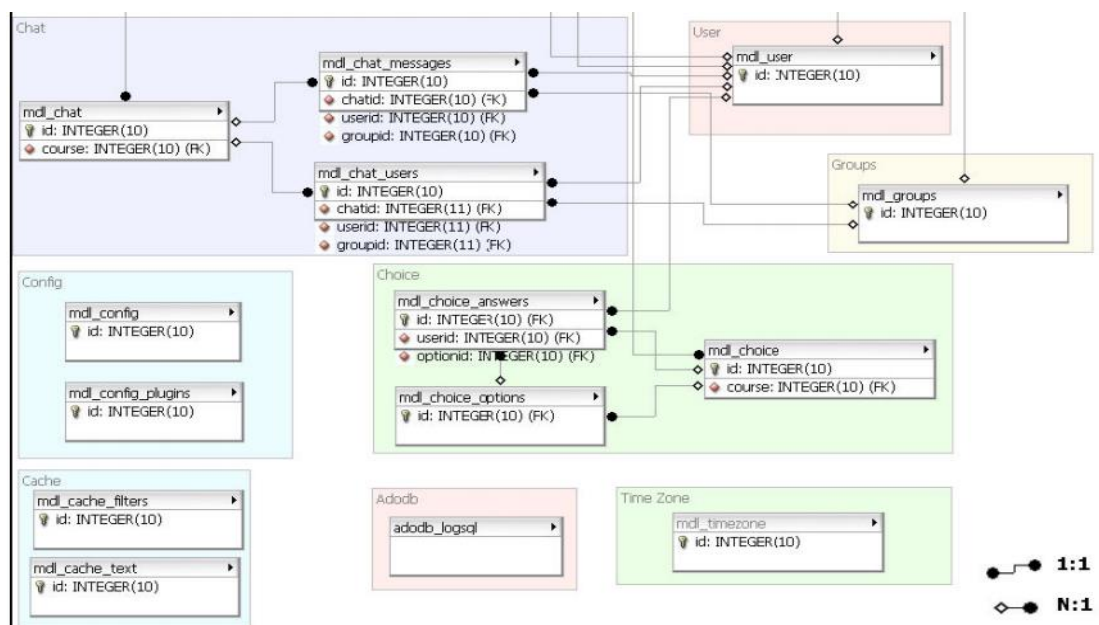 Chat
mdl_chat
id: INTEGER(10)
course: INTEGER(10) (FK)
mdl_chat_messages
id: INTEGER(10)
chatid: INTEGER(10) (FK)
userid: INTEGER(10) (FK)
groupid: INTEGER(10) (FK)
mdl_chat_users
id: INTEGER(10)
chatid: INTEGER(11) (FK)
userid: INTEGER(11) (FK)
groupid: INTEGER(11) (FK)
User
mdl_user
id: INTEGER(10)
Groups
mdl_groups
id: INTEGER(10)
Config
mdl_config
id: INTEGER(10)
mdl_config_plugins
id: INTEGER(10)
Choice
mdl_choice_answers
id: INTEGER(10) (FK)
userid: INTEGER(10) (FK)
optionid: INTEGER(10) (FK)
mdl_choice_options
id: INTEGER(10) (FK)
mdl_choice
id: INTEGER(10)
course: INTEGER(10) (FK)
Cache
mdl_cache_filters
id: INTEGER(10)
mdl_cache_text
id: INTEGER(10)
Adodb
adodb_logsql
Time Zone
mdl_timezone
id: INTEGER(10)
1:1
N:1